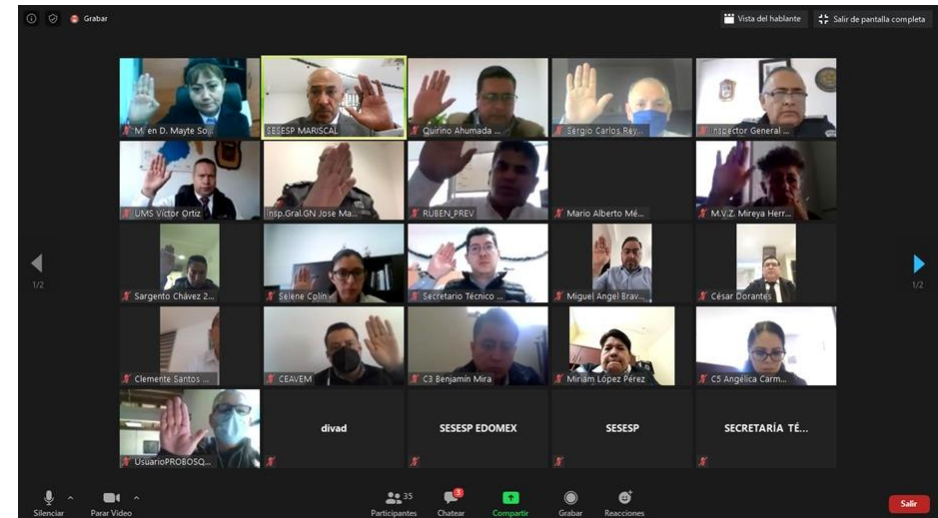 Grabar
Vista del hablante
Salir de pantalla completa
M. en D. Mayte So...
SESESP MARISCAL
Quirino Ahumada ...
Sergio Carlos Rey...
Inspector General ...
UMS Víctor Ortiz
Insp.Gral.GN Jose Ma...
RUBEN_PREV
Mario Alberto Mé...
M.V.Z. Mireya Herr...
1/2
1/2
Sargento Chávez 2...
Selene Colín
Secretario Técnico ...
Miguel Angel Brav...
César Dorantes
Clemente Santos ...
CEAVEM
C3 Benjamín Mira
Miriam López Pérez
C5 Angélica Carm...
UsuarioPROBOSQ...
divad
SESESP EDOMEX
SESESP
SECRETARÍA TÉ...
Silenciar
Parar Video
35
Participantes
3
Chatear
Compartir
Grabar
Reacciones
Salir